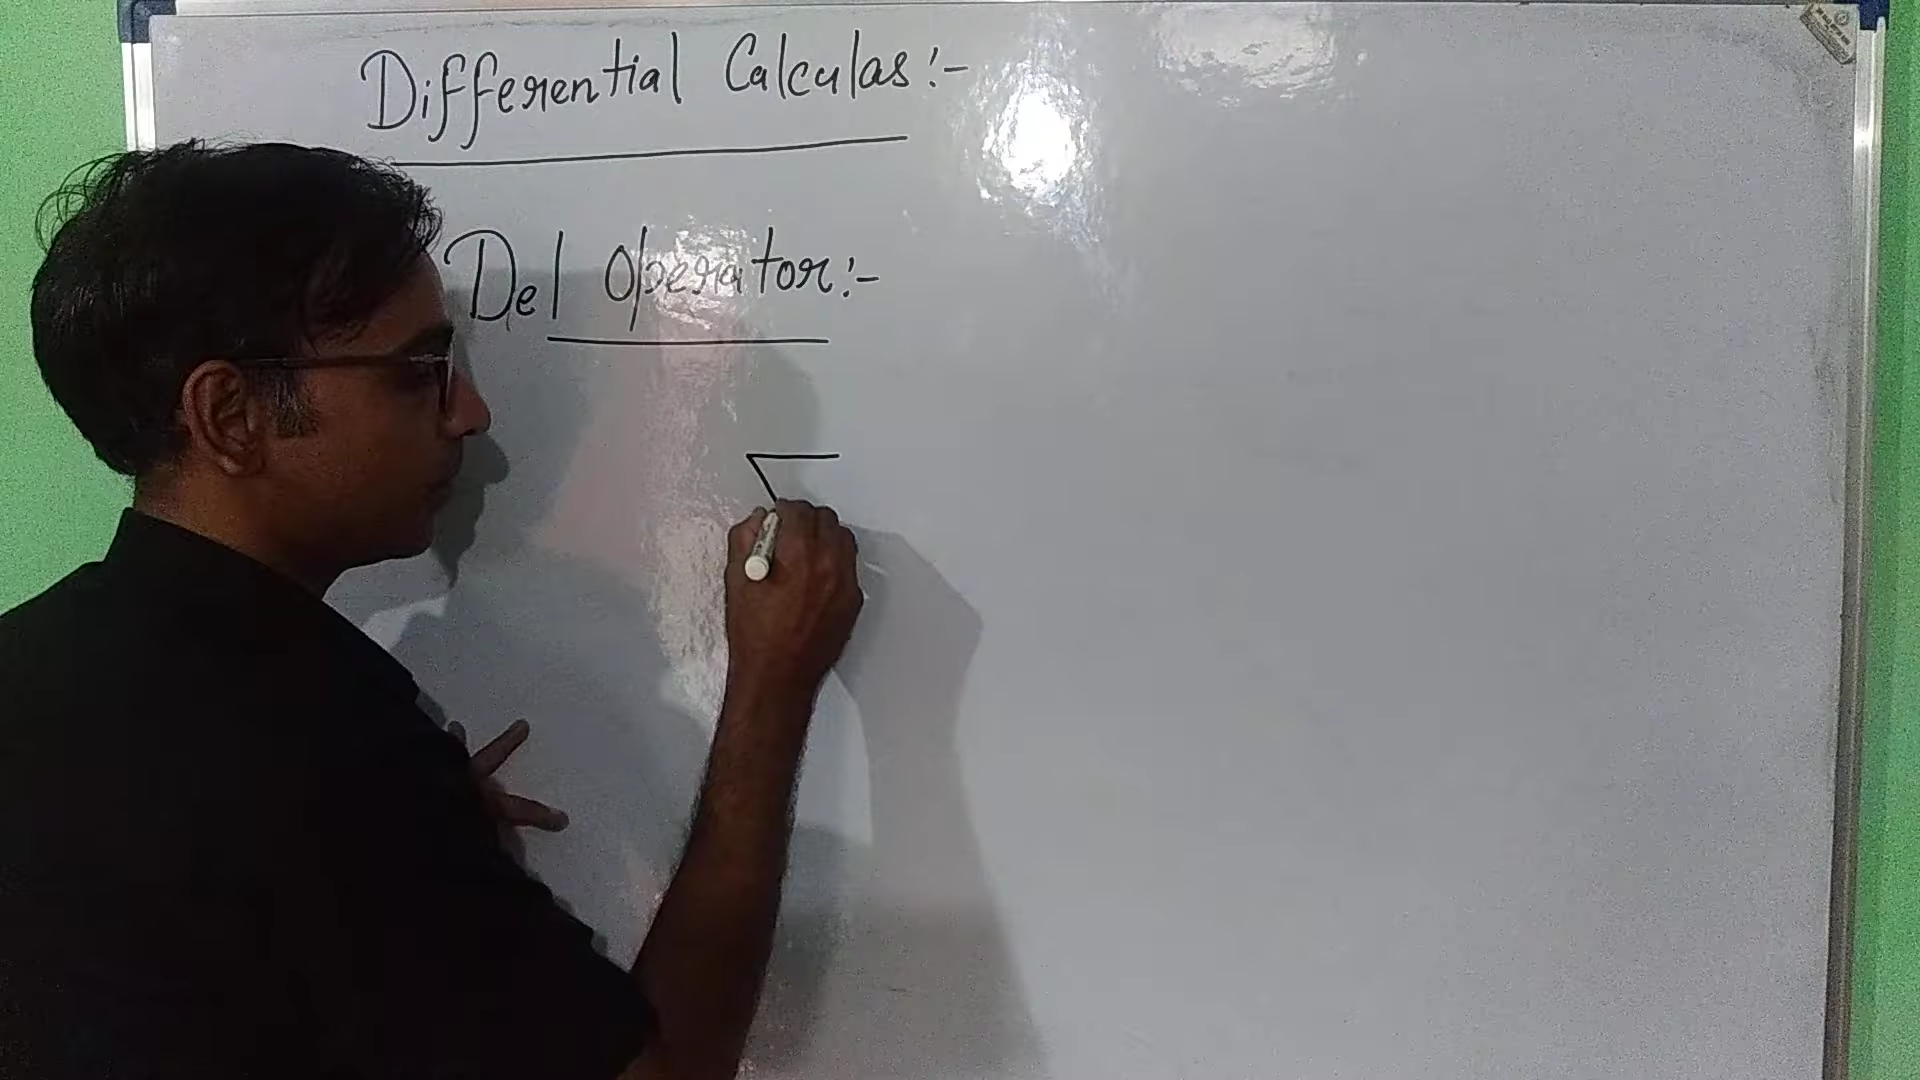 Differential Calculas :-
Del Operator :-